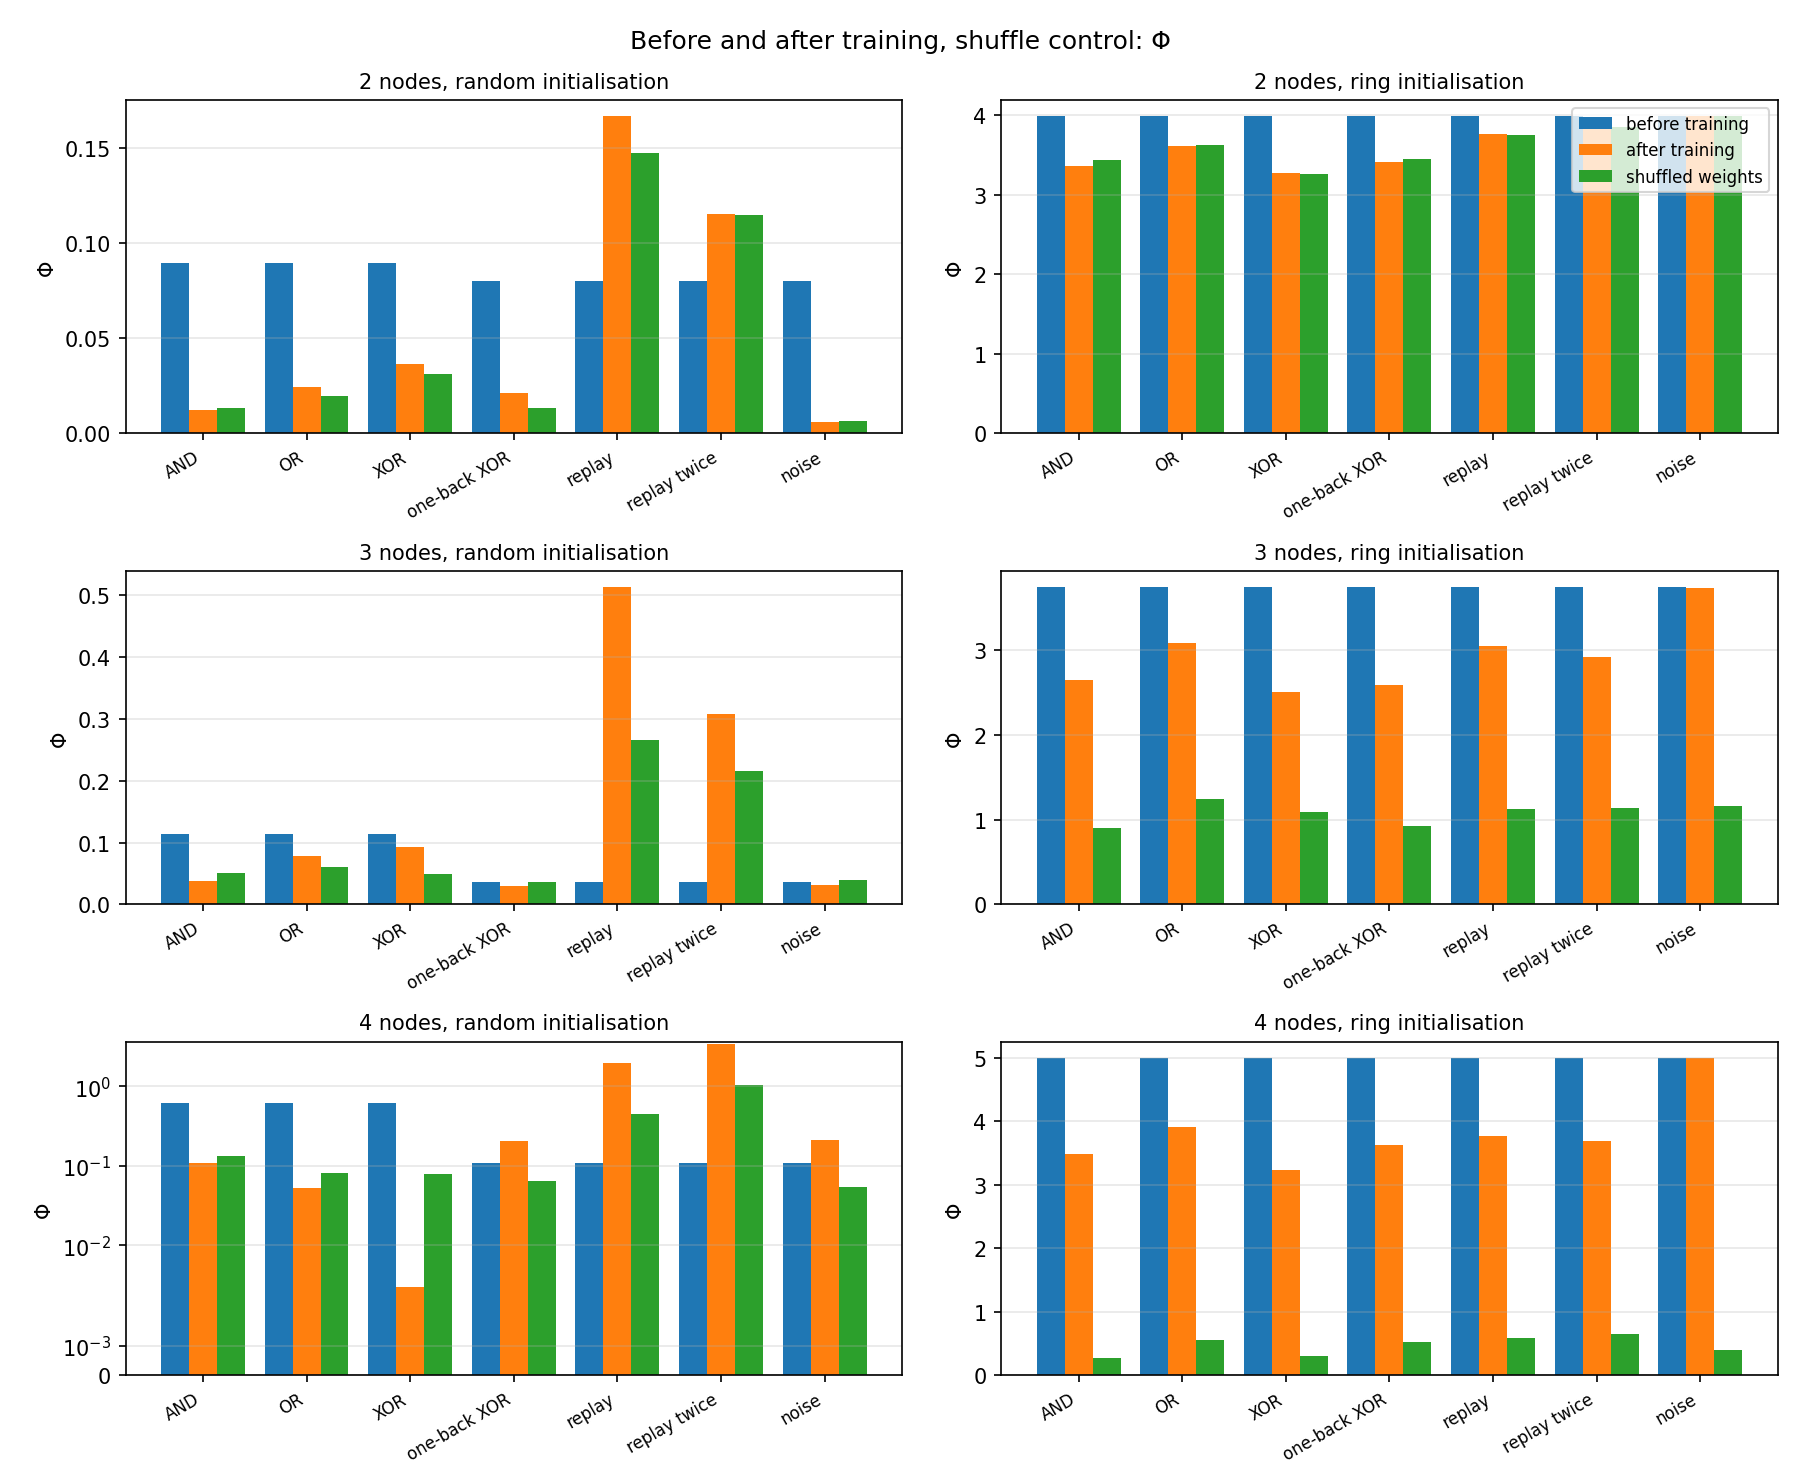 Before and after training, shuffle control: Φ
2 nodes, random initialisation
Φ
0.15
0.10
0.05
0.00
AND
OR
XOR
one-back XOR
replay
replay twice
noise
2 nodes, ring initialisation
Φ
4
3
2
1
0
before training
after training
shuffled weights
AND
OR
XOR
one-back XOR
replay
replay twice
noise
3 nodes, random initialisation
Φ
0.5
0.4
0.3
0.2
0.1
0.0
AND
OR
XOR
one-back XOR
replay
replay twice
noise
3 nodes, ring initialisation
Φ
3
2
1
0
AND
OR
XOR
one-back XOR
replay
replay twice
noise
4 nodes, random initialisation
Φ
10⁰
10⁻¹
10⁻²
10⁻³
0
AND
OR
XOR
one-back XOR
replay
replay twice
noise
4 nodes, ring initialisation
Φ
5
4
3
2
1
0
AND
OR
XOR
one-back XOR
replay
replay twice
noise